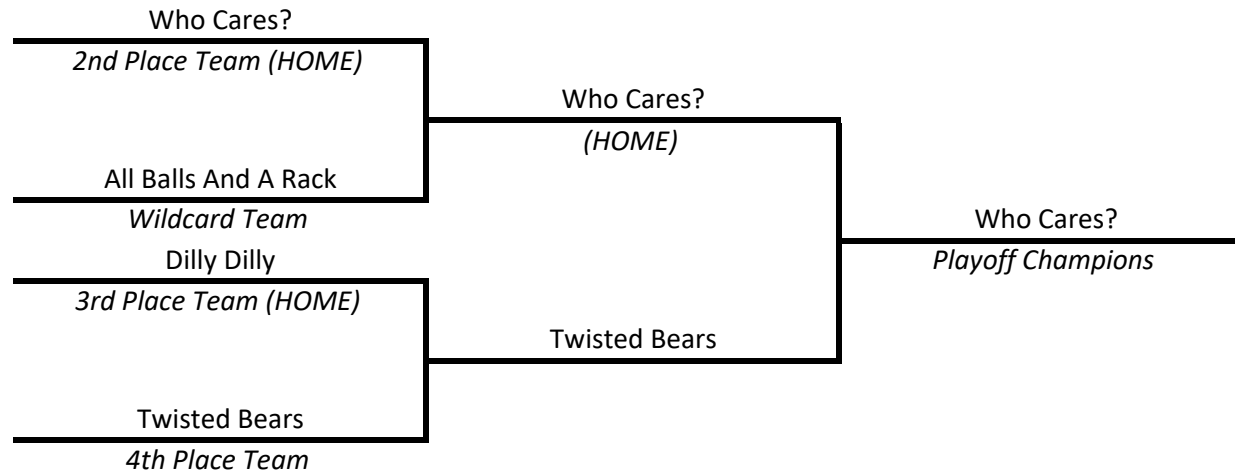 Who Cares?
2nd Place Team (HOME)
Who Cares?
(HOME)
All Balls And A Rack
Wildcard Team
Who Cares?
Playoff Champions
Dilly Dilly
3rd Place Team (HOME)
Twisted Bears
Twisted Bears
4th Place Team